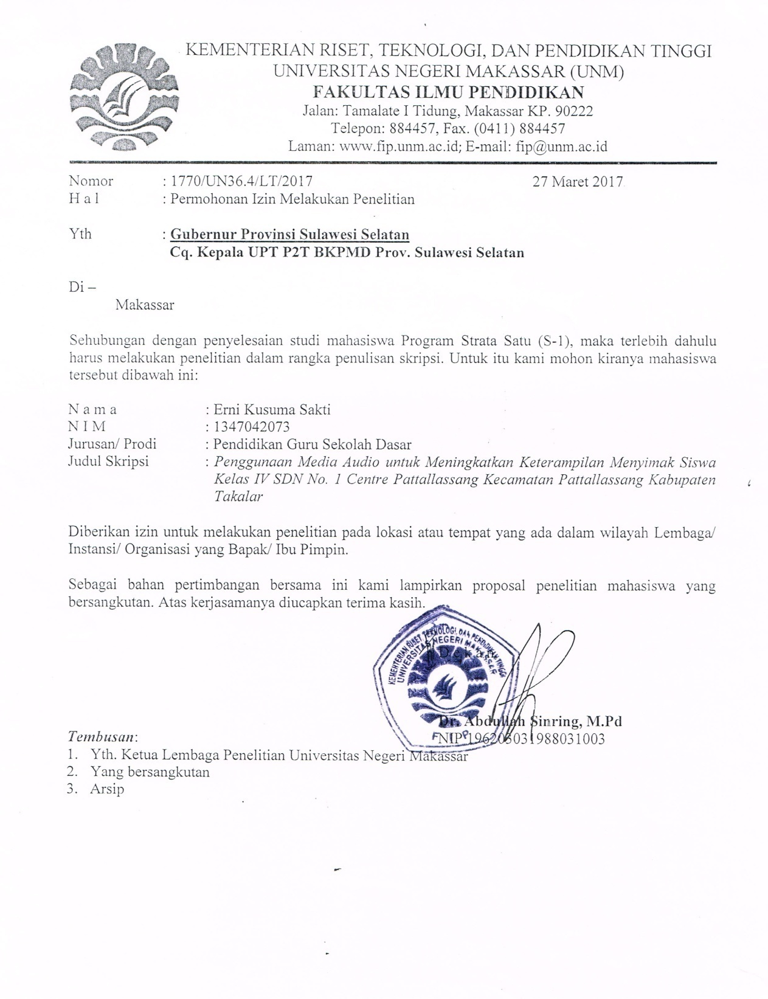 KEMENTERIAN RISET, TEKNOLOGI, DAN PENDIDIKAN TINGGI
UNIVERSITAS NEGERI MAKASSAR (UNM)
FAKULTAS ILMU PENDIDIKAN
Jalan: Tamalate I Tidung, Makassar KP. 90222
Telepon: 884457, Fax. (0411) 884457
Laman: www.fip.unm.ac.id; E-mail: fip@unm.ac.id
Nomor : 1770/UN36.4/LT/2017 27 Maret 2017
H a l : Permohonan Izin Melakukan Penelitian
Yth : Gubernur Provinsi Sulawesi Selatan
Cq. Kepala UPT P2T BKPMD Prov. Sulawesi Selatan
Di –
Makassar
Sehubungan dengan penyelesaian studi mahasiswa Program Strata Satu (S-1), maka terlebih dahulu
harus melakukan penelitian dalam rangka penulisan skripsi. Untuk itu kami mohon kiranya mahasiswa
tersebut dibawah ini:
N a m a : Erni Kusuma Sakti
N I M : 1347042073
Jurusan/ Prodi : Pendidikan Guru Sekolah Dasar
Judul Skripsi : Penggunaan Media Audio untuk Meningkatkan Keterampilan Menyimak Siswa
Kelas IV SDN No. 1 Centre Pattallassang Kecamatan Pattallassang Kabupaten
Takalar
Diberikan izin untuk melakukan penelitian pada lokasi atau tempat yang ada dalam wilayah Lembaga/
Instansi/ Organisasi yang Bapak/ Ibu Pimpin.
Sebagai bahan pertimbangan bersama ini kami lampirkan proposal penelitian mahasiswa yang
bersangkutan. Atas kerjasamanya diucapkan terima kasih.
KEMENTERIAN RISET, TEKNOLOGI, DAN PENDIDIKAN TINGGI
UNIVERSITAS NEGERI MAKASSAR
D e k a n
F I P
Dr. Abdullah Sinring, M.Pd
NIP 196203031988031003
Tembusan:
1. Yth. Ketua Lembaga Penelitian Universitas Negeri Makassar
2. Yang bersangkutan
3. Arsip